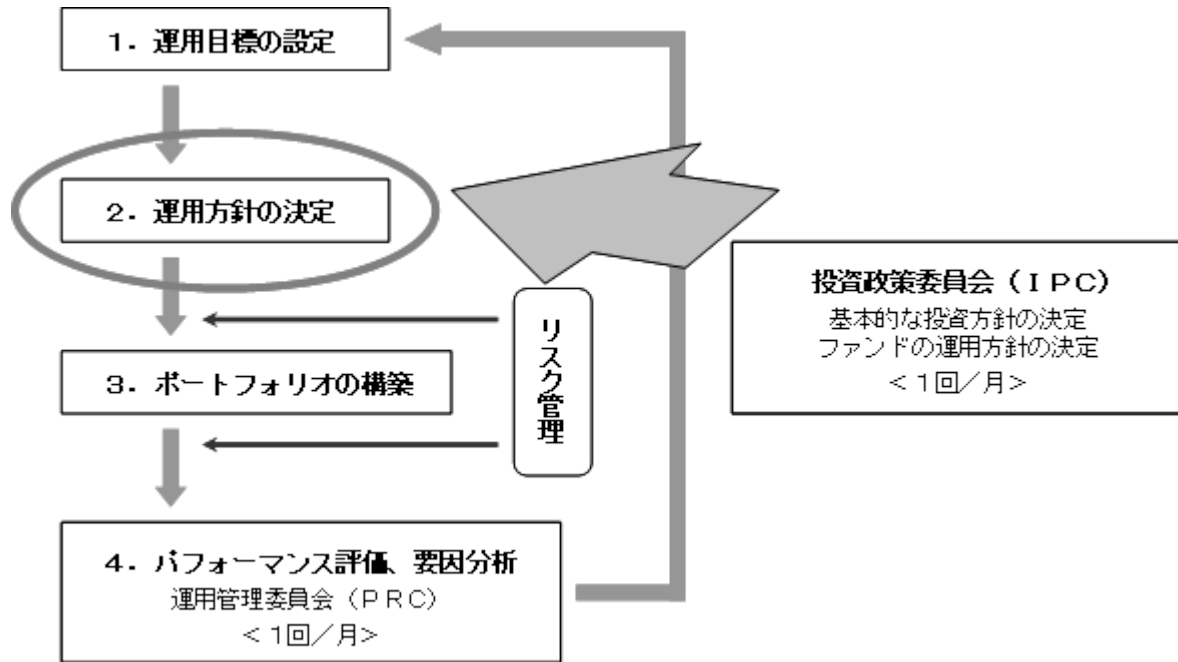 １．運用目標の設定
２．運用方針の決定
３．ポートフォリオの構築
４．パフォーマンス評価、要因分析
運用管理委員会（ＰＲＣ）
＜１回／月＞
リスク管理
投資政策委員会（ＩＰＣ）
基本的な投資方針の決定
ファンドの運用方針の決定
＜１回／月＞